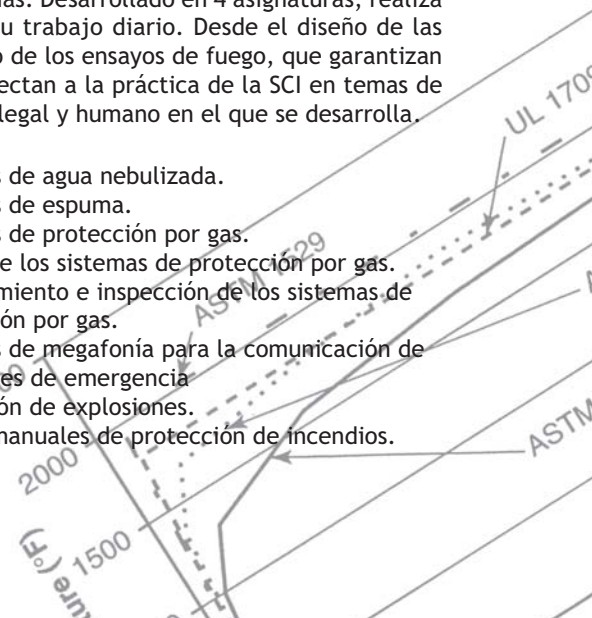 as. Desarrollado en 4 asignaturas, realiza
u trabajo diario. Desde el diseño de las
o de los ensayos de fuego, que garantizan
ectan a la práctica de la SCI en temas de
legal y humano en el que se desarrolla.
s de agua nebulizada.
s de espuma.
s de protección por gas.
e los sistemas de protección por gas.
miento e inspección de los sistemas de
ón por gas.
s de megafonía para la comunicación de
es de emergencia
ón de explosiones.
manuales de protección de incendios.
UL 1709
ASTM 1529
ASTM
2000
1500
ure (°F)